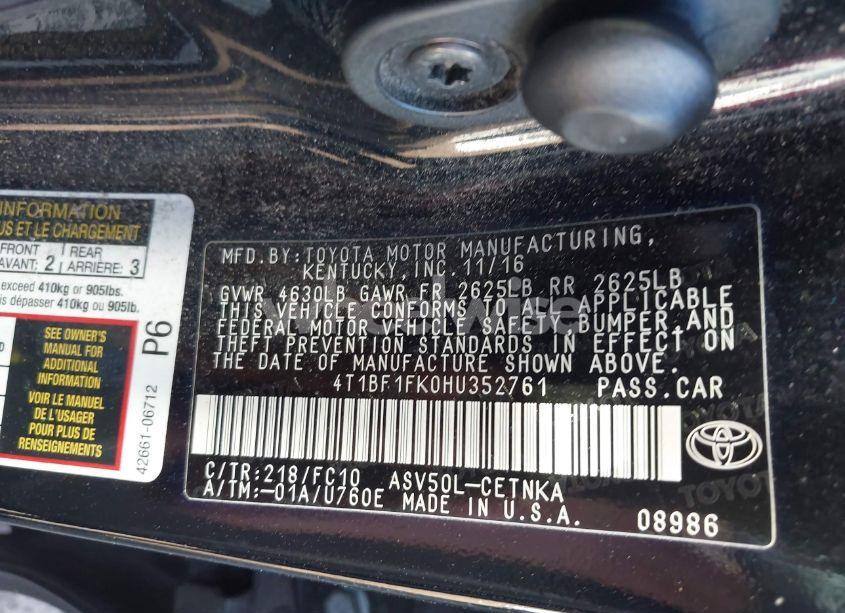 INFORMATION
US ET LE CHARGEMENT
FRONT
AVANT: 2
REAR
ARRIÈRE: 3
exceed 410kg or 905lbs.
is dépasser 410kg ou 905lb.
SEE OWNER'S
MANUAL FOR
ADDITIONAL
INFORMATION
VOIR LE MANUEL
DE L'USAGER
POUR PLUS DE
RENSEIGNEMENTS
P6
42661-06712
MFD.BY:TOYOTA MOTOR MANUFACTURING,
KENTUCKY, INC. 11/16
GVWR 4630LB GAWR FR 2625LB RR 2625LB
THIS VEHICLE CONFORMS TO ALL APPLICABLE
FEDERAL MOTOR VEHICLE SAFETY, BUMPER,AND
THEFT PREVENTION STANDARDS IN EFFECT ON
THE DATE OF MANUFACTURE SHOWN ABOVE.
4T1BF1FK0HU352761 PASS.CAR
C/TR:218/FC10 ASV50L-CETNKA
A/TM:-01A/U760E MADE IN U.S.A. 08986